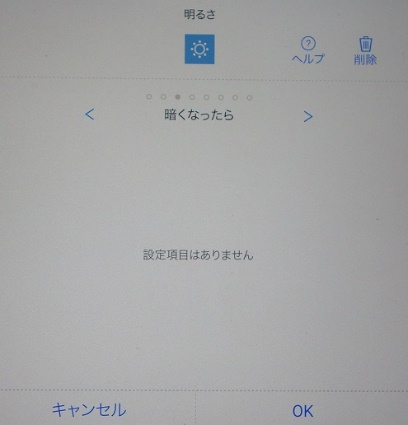 明るさ
ヘルプ
削除
暗くなったら
設定項目はありません
キャンセル
OK